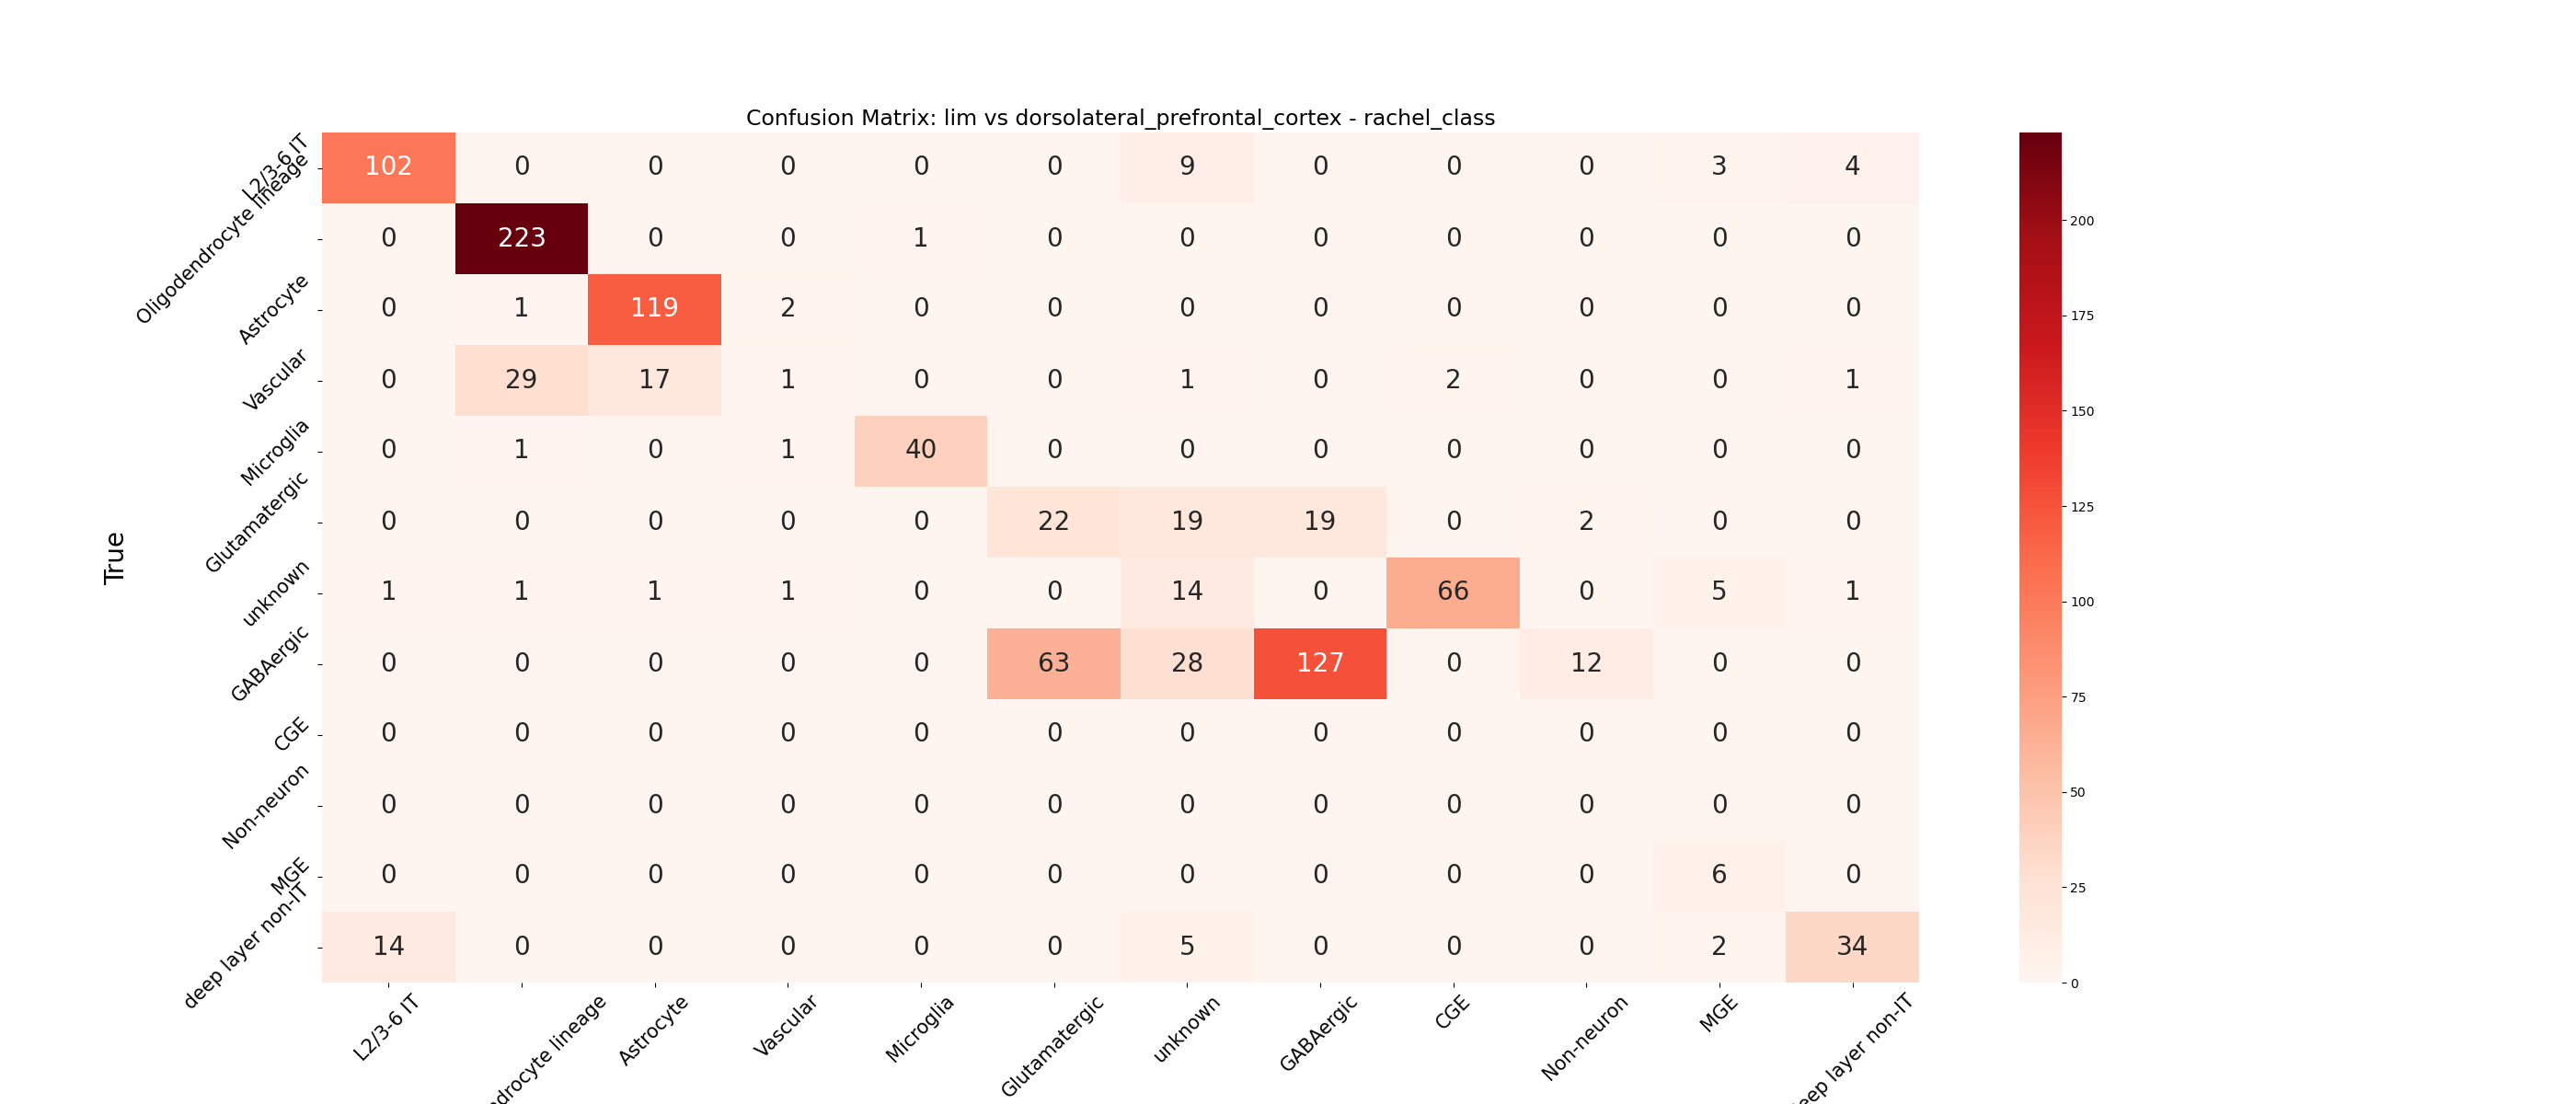 Confusion Matrix: lim vs dorsolateral_prefrontal_cortex - rachel_class
True
L2/3-6 IT 102 0 0 0 0 0 9 0 0 0 3 4
Oligodendrocyte lineage 0 223 0 0 1 0 0 0 0 0 0 0
Astrocyte 0 1 119 2 0 0 0 0 0 0 0 0
Vascular 0 29 17 1 0 0 1 0 2 0 0 1
Microglia 0 1 0 1 40 0 0 0 0 0 0 0
Glutamatergic 0 0 0 0 0 22 19 19 0 2 0 0
unknown 1 1 1 1 0 0 14 0 66 0 5 1
GABAergic 0 0 0 0 0 63 28 127 0 12 0 0
CGE 0 0 0 0 0 0 0 0 0 0 0 0
Non-neuron 0 0 0 0 0 0 0 0 0 0 0 0
MGE 0 0 0 0 0 0 0 0 0 0 6 0
deep layer non-IT 14 0 0 0 0 0 5 0 0 0 2 34
L2/3-6 IT
lineage
Astrocyte
Vascular
Microglia
Glutamatergic
unknown
GABAergic
CGE
Non-neuron
MGE
layer non-IT
200
175
150
125
100
75
50
25
0